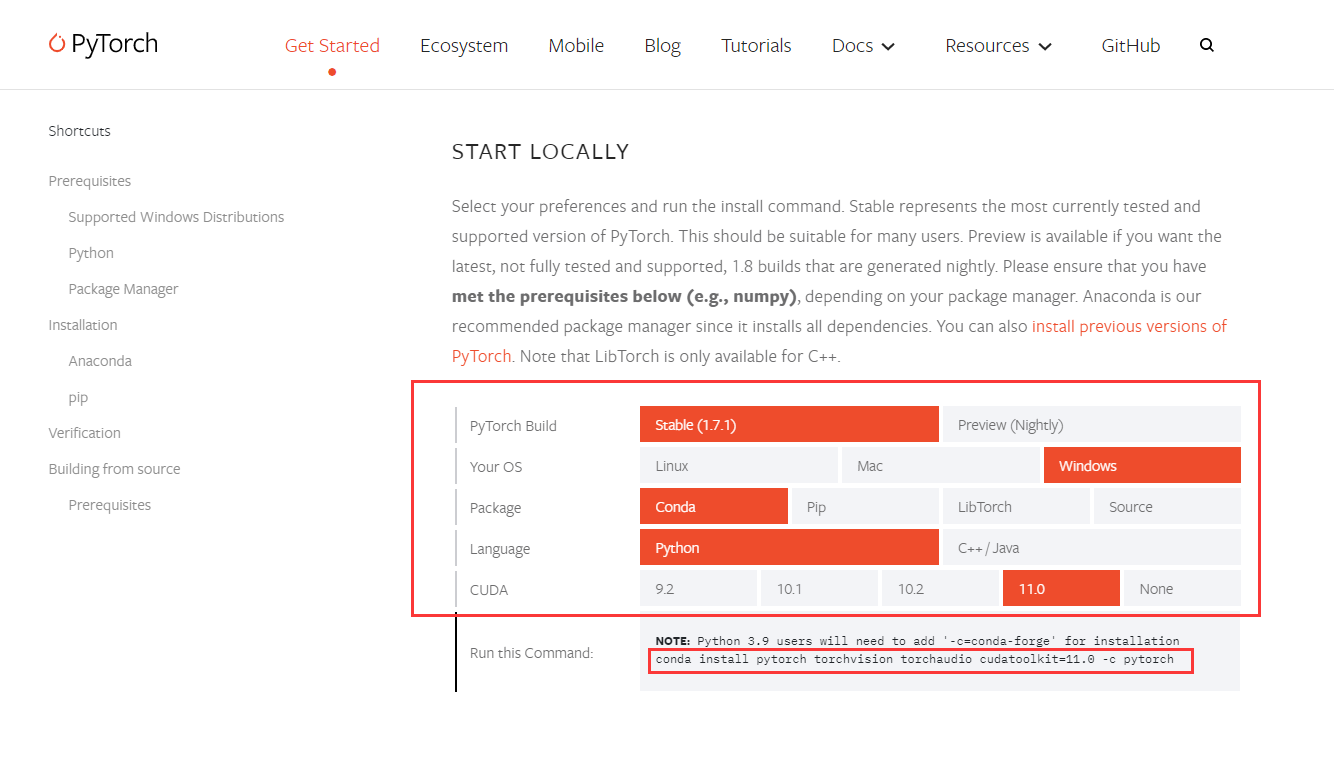 PyTorch
Get Started
Ecosystem
Mobile
Blog
Tutorials
Docs
Resources
GitHub
Shortcuts
Prerequisites
Supported Windows Distributions
Python
Package Manager
Installation
Anaconda
pip
Verification
Building from source
Prerequisites
START LOCALLY
Select your preferences and run the install command. Stable represents the most currently tested and
supported version of PyTorch. This should be suitable for many users. Preview is available if you want the
latest, not fully tested and supported, 1.8 builds that are generated nightly. Please ensure that you have
met the prerequisites below (e.g., numpy), depending on your package manager. Anaconda is our
recommended package manager since it installs all dependencies. You can also install previous versions of
PyTorch. Note that LibTorch is only available for C++.
PyTorch Build
Stable (1.7.1)
Preview (Nightly)
Your OS
Linux
Mac
Windows
Package
Conda
Pip
LibTorch
Source
Language
Python
C++ / Java
CUDA
9.2
10.1
10.2
11.0
None
Run this Command:
NOTE: Python 3.9 users will need to add '-c=conda-forge' for installation
conda install pytorch torchvision torchaudio cudatoolkit=11.0 -c pytorch